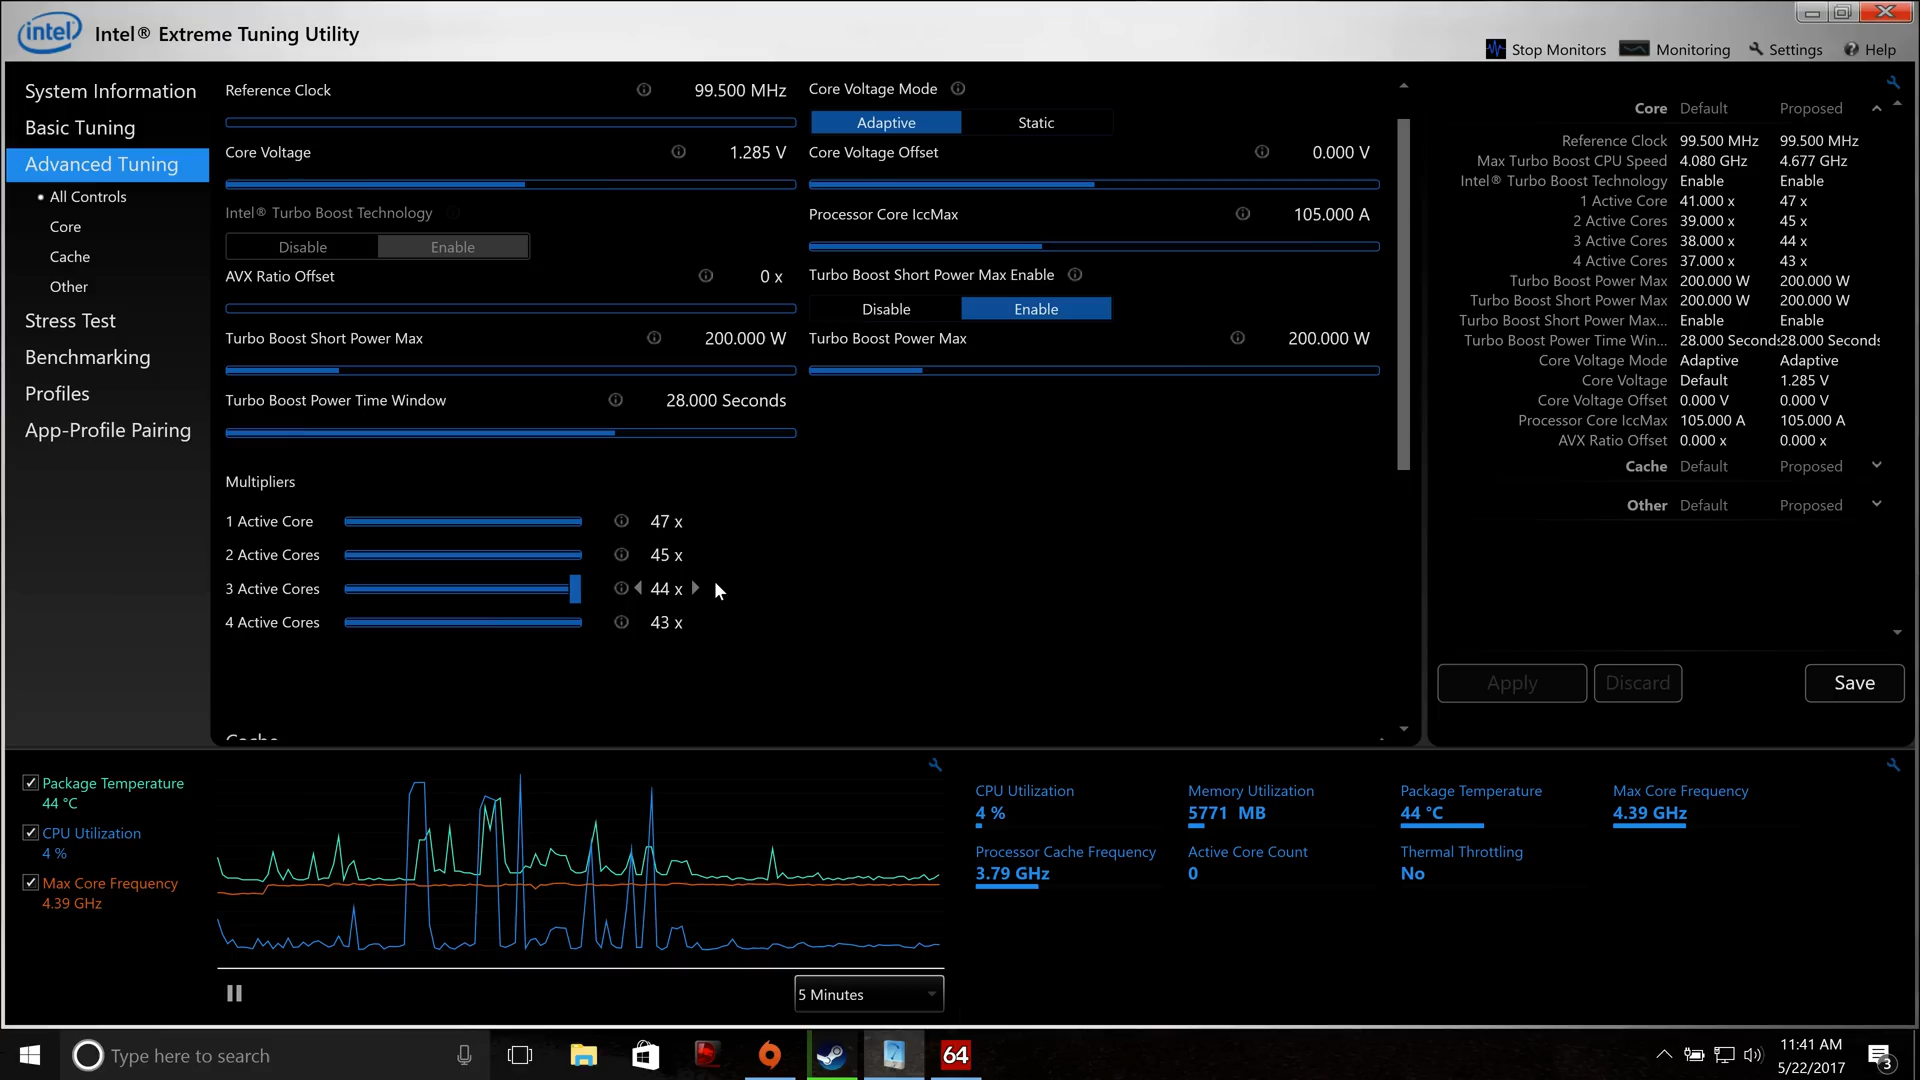 intel Intel® Extreme Tuning Utility
Stop Monitors Monitoring Settings Help
System Information
Basic Tuning
Advanced Tuning
All Controls
Core
Cache
Other
Stress Test
Benchmarking
Profiles
App-Profile Pairing
Reference Clock 99.500 MHz
Core Voltage 1.285 V
Intel® Turbo Boost Technology
Disable Enable
AVX Ratio Offset 0 x
Turbo Boost Short Power Max 200.000 W
Turbo Boost Power Time Window 28.000 Seconds
Core Voltage Mode
Adaptive Static
Core Voltage Offset 0.000 V
Processor Core IccMax 105.000 A
Turbo Boost Short Power Max Enable
Disable Enable
Turbo Boost Power Max 200.000 W
Multipliers
1 Active Core 47 x
2 Active Cores 45 x
3 Active Cores 44 x
4 Active Cores 43 x
Cache
Core Default Proposed
Reference Clock 99.500 MHz 99.500 MHz
Max Turbo Boost CPU Speed 4.080 GHz 4.677 GHz
Intel® Turbo Boost Technology Enable Enable
1 Active Core 41.000 x 47 x
2 Active Cores 39.000 x 45 x
3 Active Cores 38.000 x 44 x
4 Active Cores 37.000 x 43 x
Turbo Boost Power Max 200.000 W 200.000 W
Turbo Boost Short Power Max 200.000 W 200.000 W
Turbo Boost Short Power Max... Enable Enable
Turbo Boost Power Time Win... 28.000 Seconds 28.000 Seconds
Core Voltage Mode Adaptive Adaptive
Core Voltage Default 1.285 V
Core Voltage Offset 0.000 V 0.000 V
Processor Core IccMax 105.000 A 105.000 A
AVX Ratio Offset 0.000 x 0.000 x
Cache Default Proposed
Other Default Proposed
Apply Discard Save
Package Temperature
44 °C
CPU Utilization
4 %
Max Core Frequency
4.39 GHz
5 Minutes
CPU Utilization Memory Utilization Package Temperature Max Core Frequency
4 % 5771 MB 44 °C 4.39 GHz
Processor Cache Frequency Active Core Count Thermal Throttling
3.79 GHz 0 No
Type here to search
64
11:41 AM
5/22/2017
3